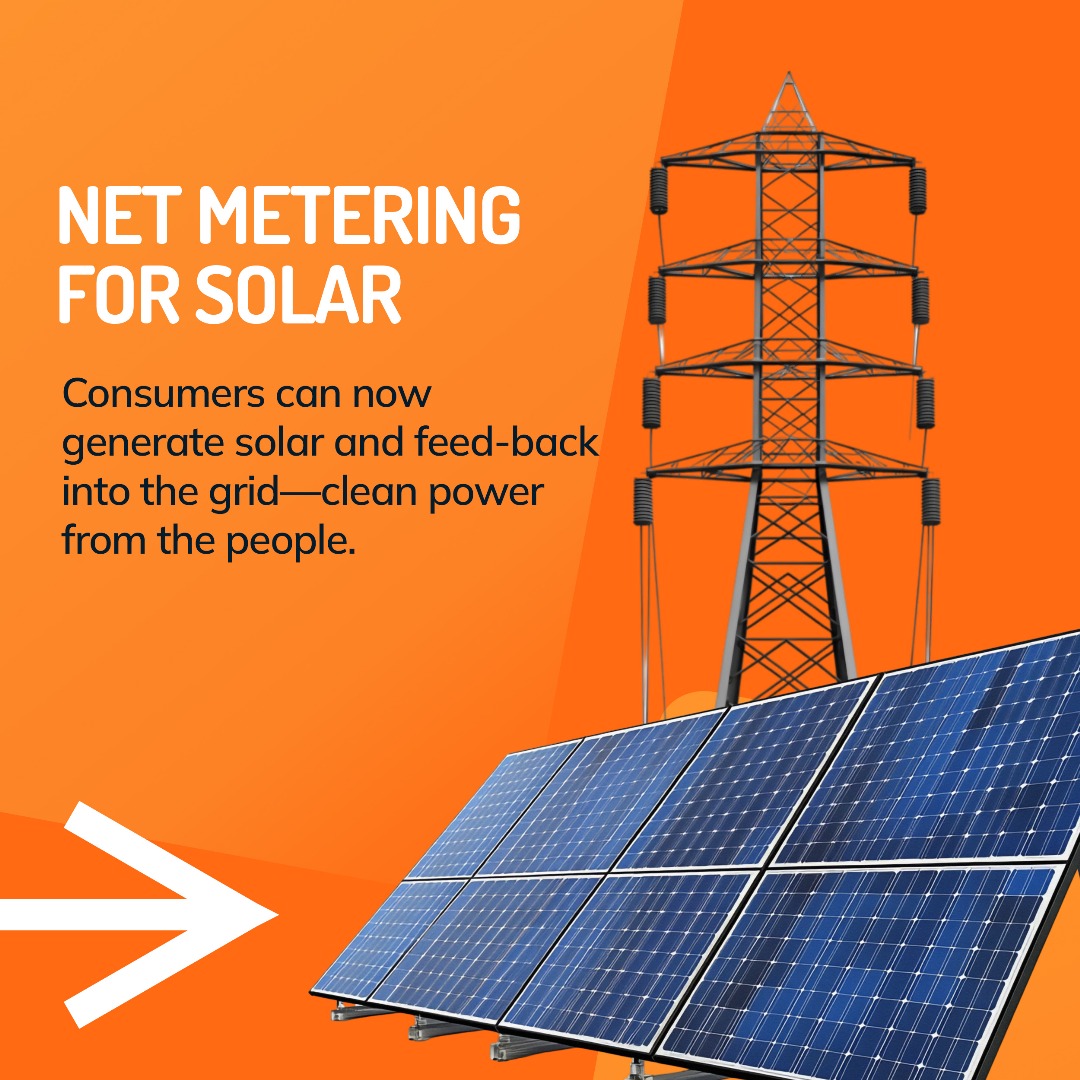 NET METERING
FOR SOLAR
Consumers can now
generate solar and feed-back
into the grid—clean power
from the people.